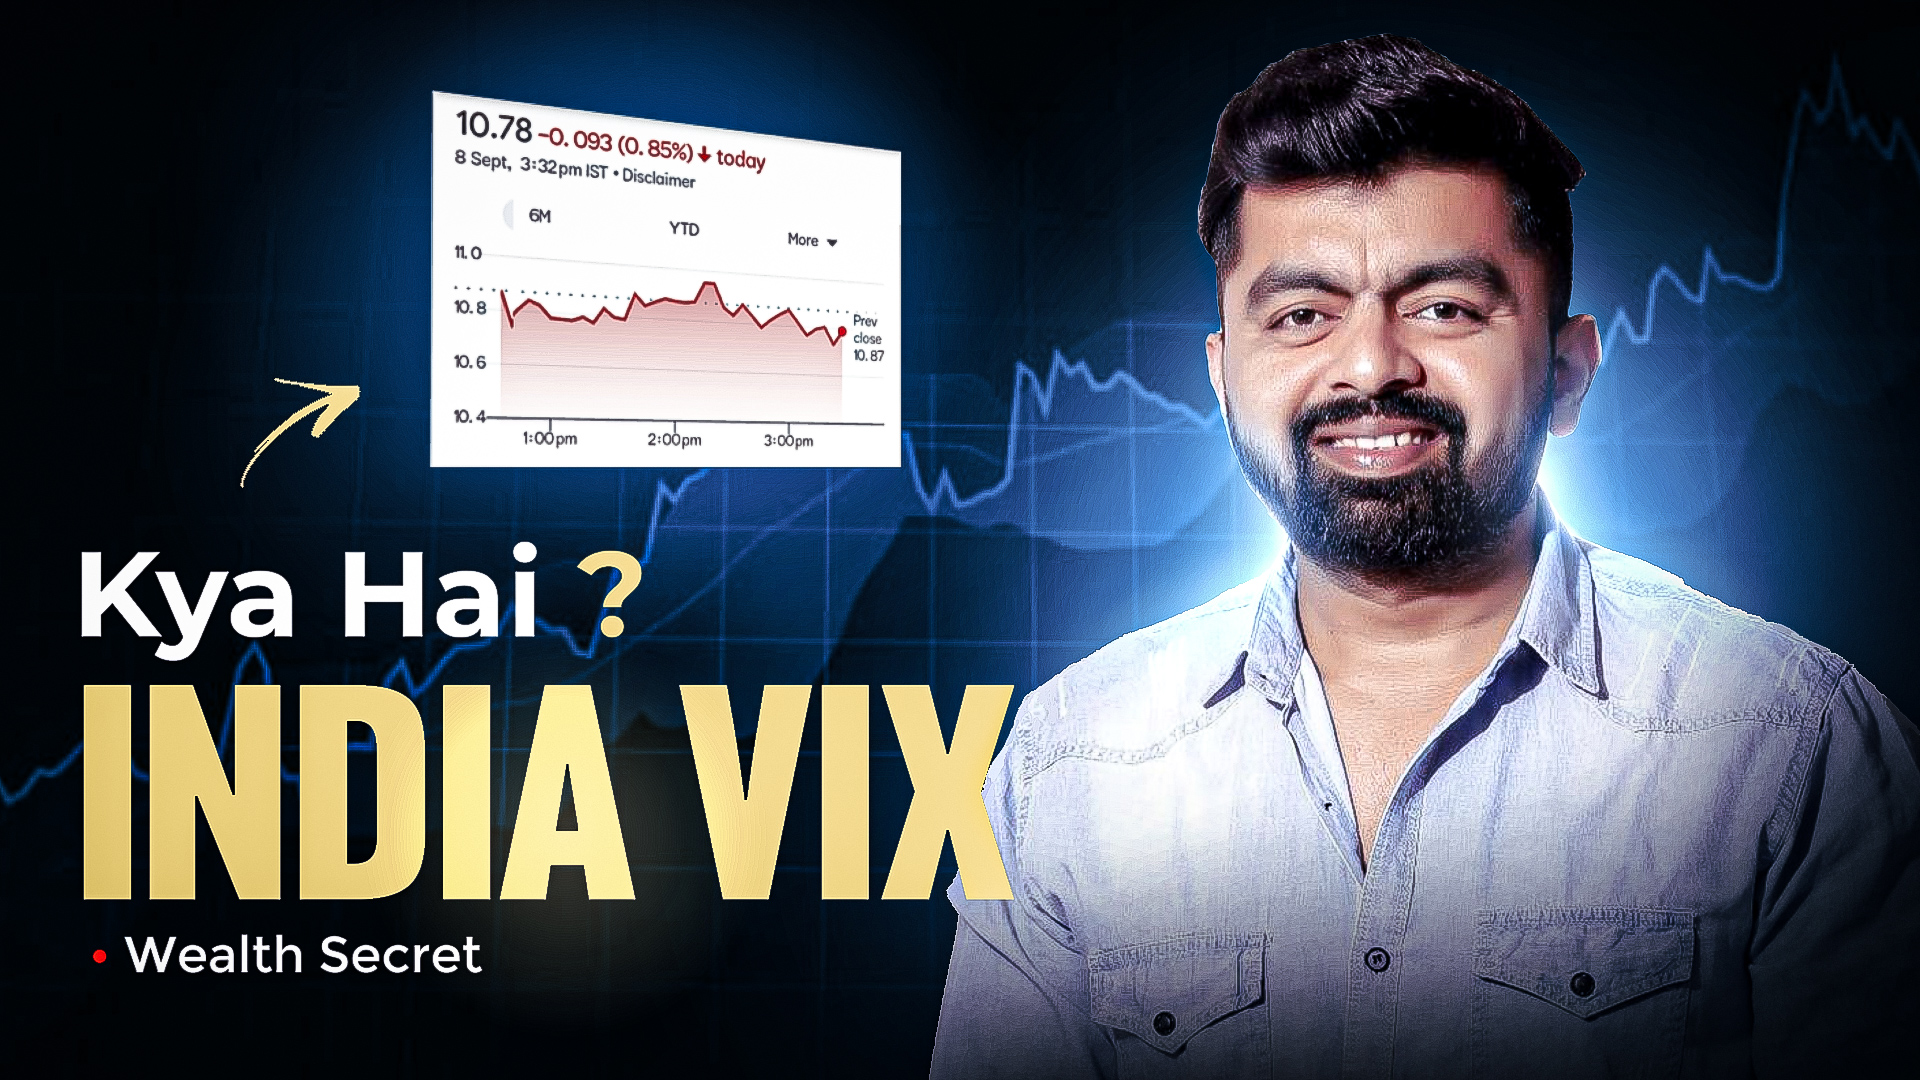 10.78 -0.093 (0.85%) ↓ today
8 Sept, 3:32pm IST • Disclaimer
6M YTD More ▼
11.0
10.8
Prev
close
10.87
10.6
10.4
1:00pm 2:00pm 3:00pm
Kya Hai ?
INDIA VIX
• Wealth Secret